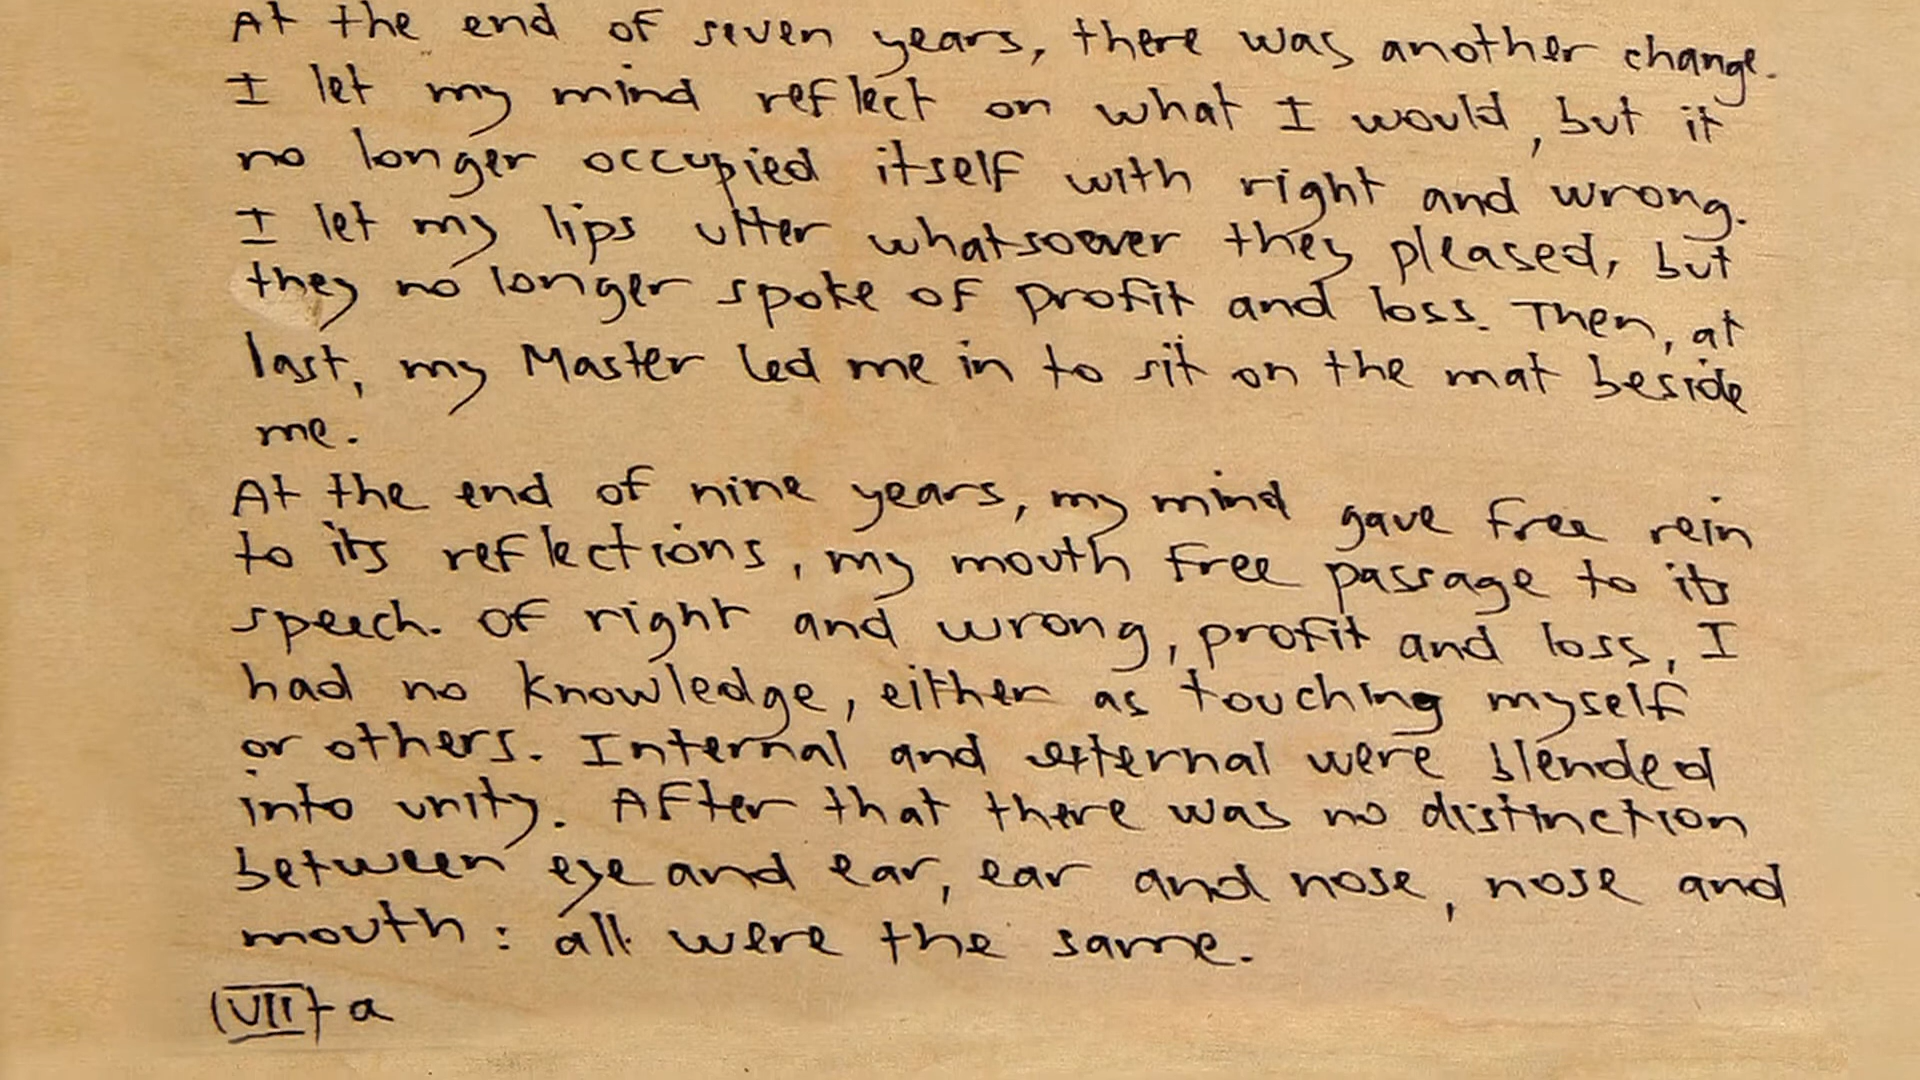 At the end of seven years, there was another change.
I let my mind reflect on what I would, but it
no longer occupied itself with right and wrong.
I let my lips utter whatsoever they pleased, but
they no longer spoke of profit and loss. Then, at
last, my Master led me in to sit on the mat beside
me.
At the end of nine years, my mind gave free rein
to its reflections, my mouth free passage to its
speech. Of right and wrong, profit and loss, I
had no knowledge, either as touching myself
or others. Internal and external were blended
into unity. After that there was no distinction
between eye and ear, ear and nose, nose and
mouth: all were the same.
(VII)-a